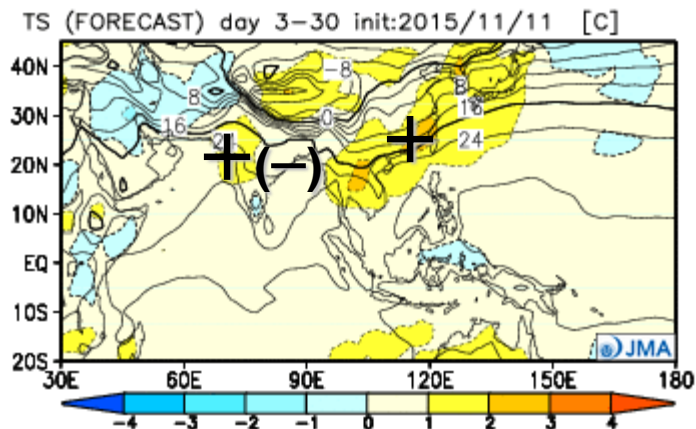 TS (FORECAST) day 3-30 init:2015/11/11 [C]
40N
30N
20N
10N
EQ
10S
20S
-8
8
8
16
0
16
24
+
(-)
+
JMA
30E 60E 90E 120E 150E 180
-4 -3 -2 -1 0 1 2 3 4